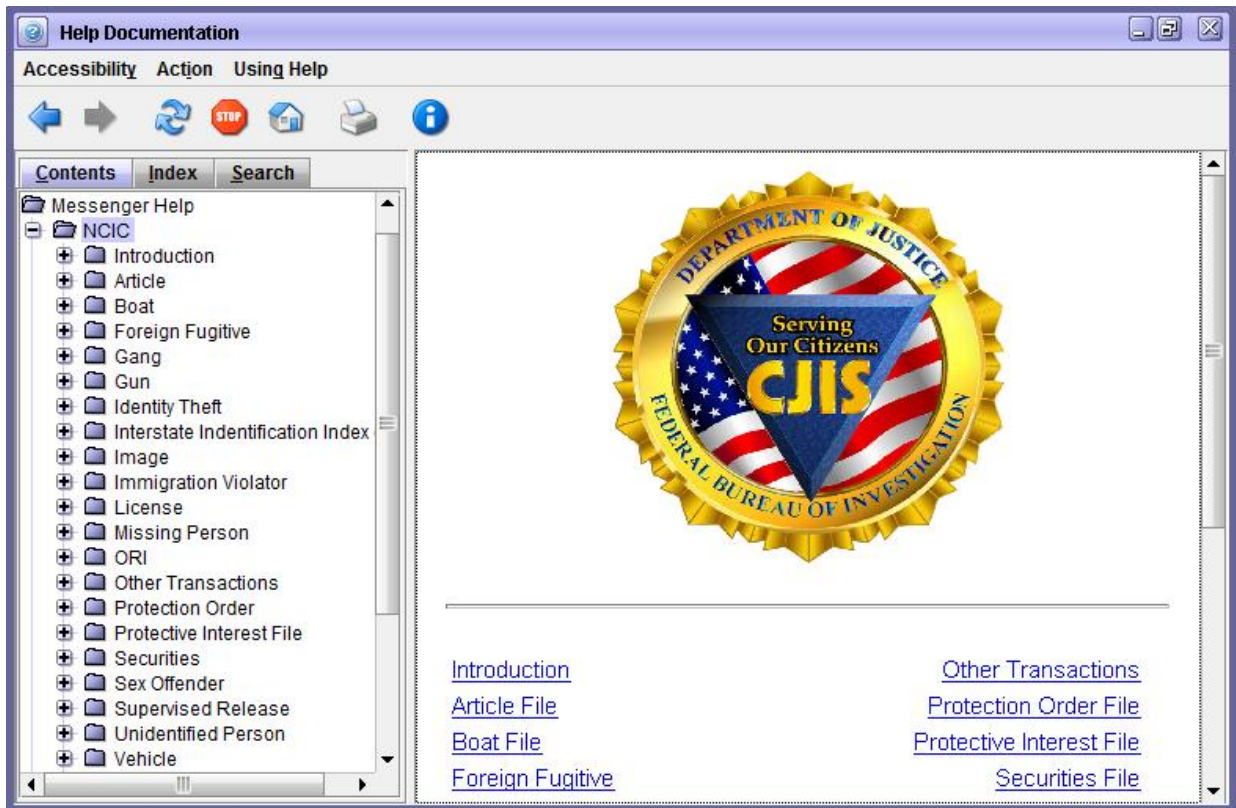 Help Documentation
Accessibility Action Using Help
STOP
Contents Index Search
Messenger Help
NCIC
Introduction
Article
Boat
Foreign Fugitive
Gang
Gun
Identity Theft
Interstate Indentification Index
Image
Immigration Violator
License
Missing Person
ORI
Other Transactions
Protection Order
Protective Interest File
Securities
Sex Offender
Supervised Release
Unidentified Person
Vehicle
DEPARTMENT OF JUSTICE
Serving
Our Citizens
CJIS
FEDERAL BUREAU OF INVESTIGATION
Introduction Other Transactions
Article File Protection Order File
Boat File Protective Interest File
Foreign Fugitive Securities File